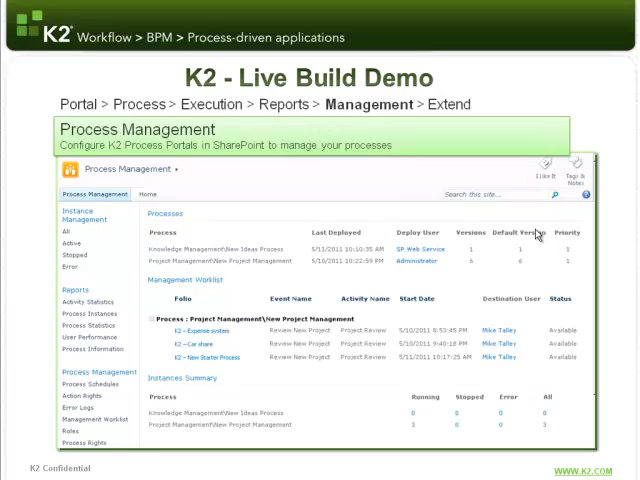 K2 Workflow > BPM > Process-driven applications
K2 - Live Build Demo
Portal > Process > Execution > Reports > Management > Extend
Process Management
Configure K2 Process Portals in SharePoint to manage your processes
Process Management
I Like It Tags & Notes
Process Management Home Search this site...
Instance Management
All
Active
Stopped
Error
Reports
Activity Statistics
Process Instances
Process Statistics
User Performance
Process Information
Process Management
Process Schedules
Action Rights
Error Logs
Management Worklist
Roles
Process Rights
Processes
Process Last Deployed Deploy User Versions Default Version Priority
Knowledge Management\New Ideas Process 5/11/2011 10:10:35 AM SP Web Service 1 1 1
Project Management\New Project Management 5/10/2011 10:22:59 PM Administrator 6 6 1
Management Worklist
Folio Event Name Activity Name Start Date Destination User Status
Process : Project Management\New Project Management
K2 - Expense system Review New Project Project Review 5/10/2011 8:53:45 PM Mike Talley Available
K2 - Car share Review New Project Project Review 5/10/2011 9:40:18 PM Mike Talley Available
K2 - New Starter Process Review New Project Project Review 5/11/2011 10:17:25 AM Mike Talley Available
Instances Summary
Process Running Stopped Error All
Knowledge Management\New Ideas Process 0 0 0 0
Project Management\New Project Management 3 0 0 3
K2 Confidential
WWW.K2.COM